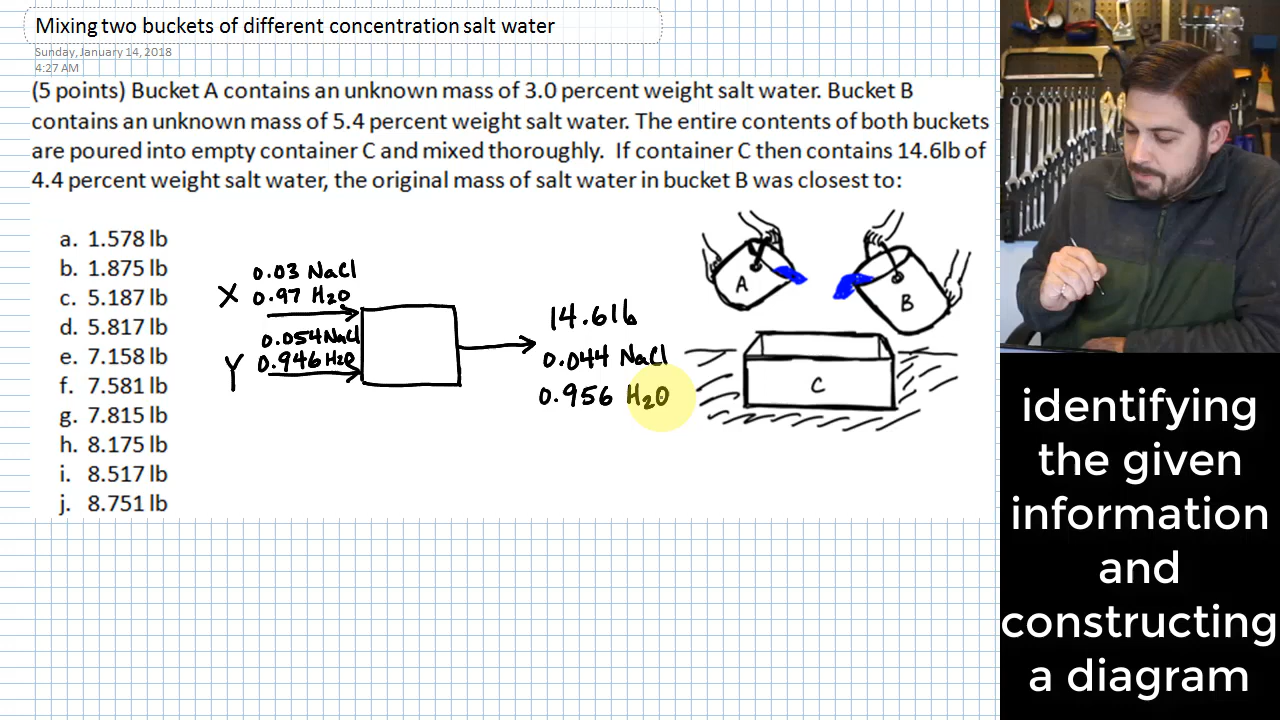 Mixing two buckets of different concentration salt water
Sunday, January 14, 2018
4:27 AM
(5 points) Bucket A contains an unknown mass of 3.0 percent weight salt water. Bucket B
contains an unknown mass of 5.4 percent weight salt water. The entire contents of both buckets
are poured into empty container C and mixed thoroughly. If container C then contains 14.6lb of
4.4 percent weight salt water, the original mass of salt water in bucket B was closest to:
a. 1.578 lb
b. 1.875 lb
c. 5.187 lb
d. 5.817 lb
e. 7.158 lb
f. 7.581 lb
g. 7.815 lb
h. 8.175 lb
i. 8.517 lb
j. 8.751 lb
X
0.03 NaCl
0.97 H2O
Y
0.054 NaCl
0.946 H2O
14.6 lb
0.044 NaCl
0.956 H2O
A
B
C
identifying
the given
information
and
constructing
a diagram